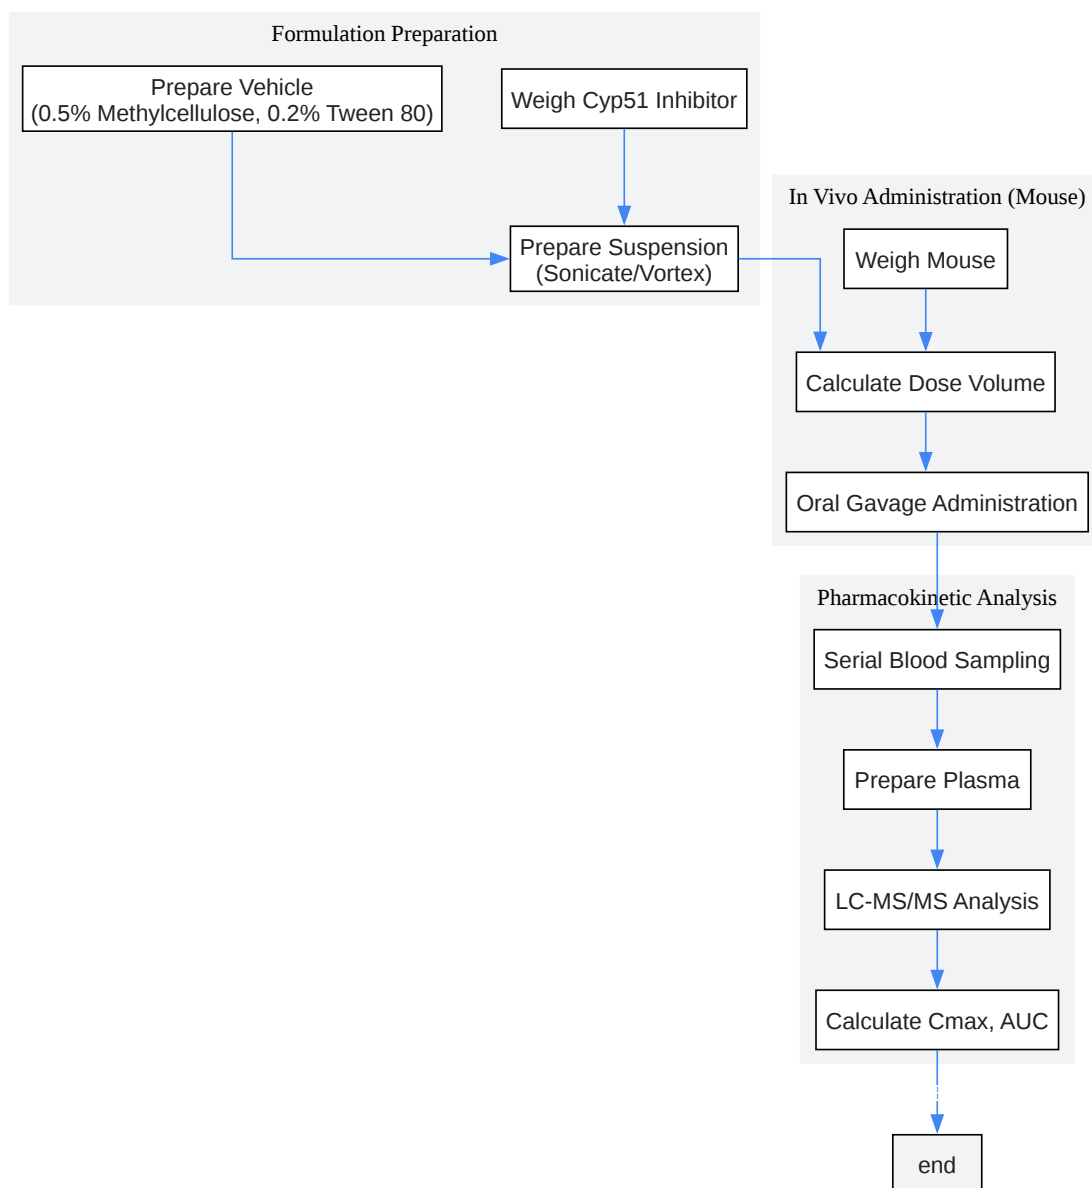 Formulation Preparation
Prepare Vehicle
(0.5% Methylcellulose, 0.2% Tween 80)
Weigh Cyp51 Inhibitor
Prepare Suspension
(Sonicate/Vortex)
In Vivo Administration (Mouse)
Weigh Mouse
Calculate Dose Volume
Oral Gavage Administration
Pharmacokinetic Analysis
Serial Blood Sampling
Prepare Plasma
LC-MS/MS Analysis
Calculate Cmax, AUC
end